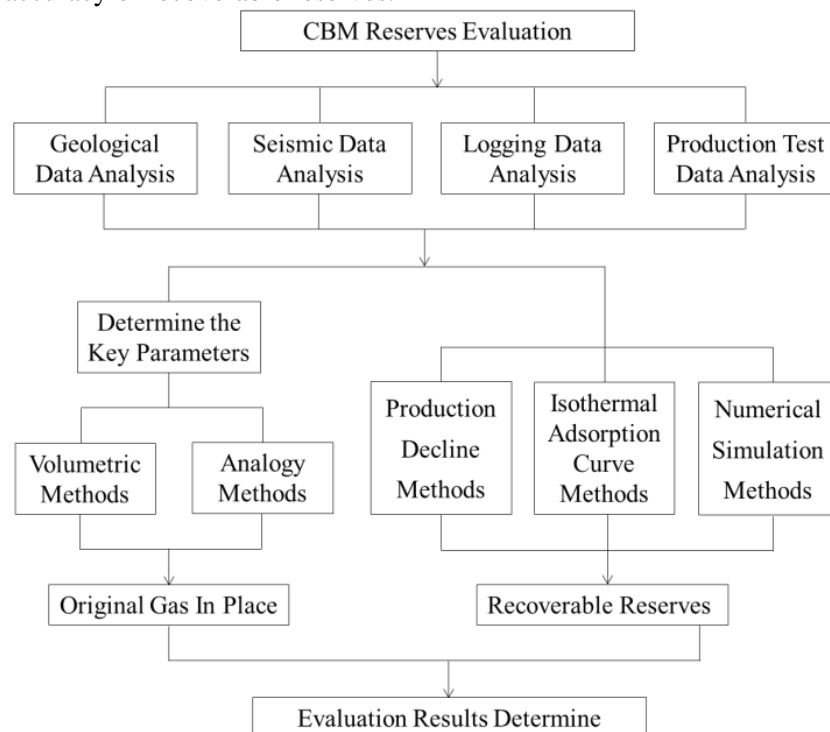 CBM Reserves Evaluation
Geological
Data Analysis
Seismic Data
Analysis
Logging Data
Analysis
Production Test
Data Analysis
Determine the
Key Parameters
Volumetric
Methods
Analogy
Methods
Production
Decline
Methods
Isothermal
Adsorption
Curve
Methods
Numerical
Simulation
Methods
Original Gas In Place
Recoverable Reserves
Evaluation Results Determine